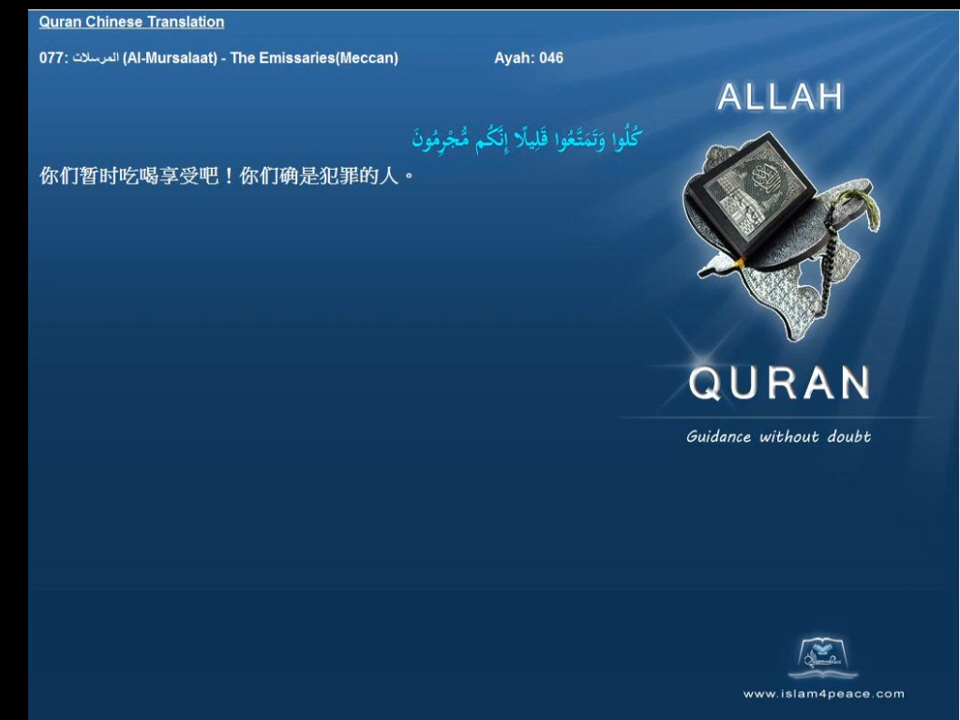 Quran Chinese Translation
077: المرسلات (Al-Mursalaat) - The Emissaries(Meccan) Ayah: 046
كُلُوا وَتَمَتَّعُوا قَلِيلًا إِنَّكُم مُّجْرِمُونَ
你们暂时吃喝享受吧！你们确是犯罪的人。
ALLAH
QURAN
Guidance without doubt
www.islam4peace.com